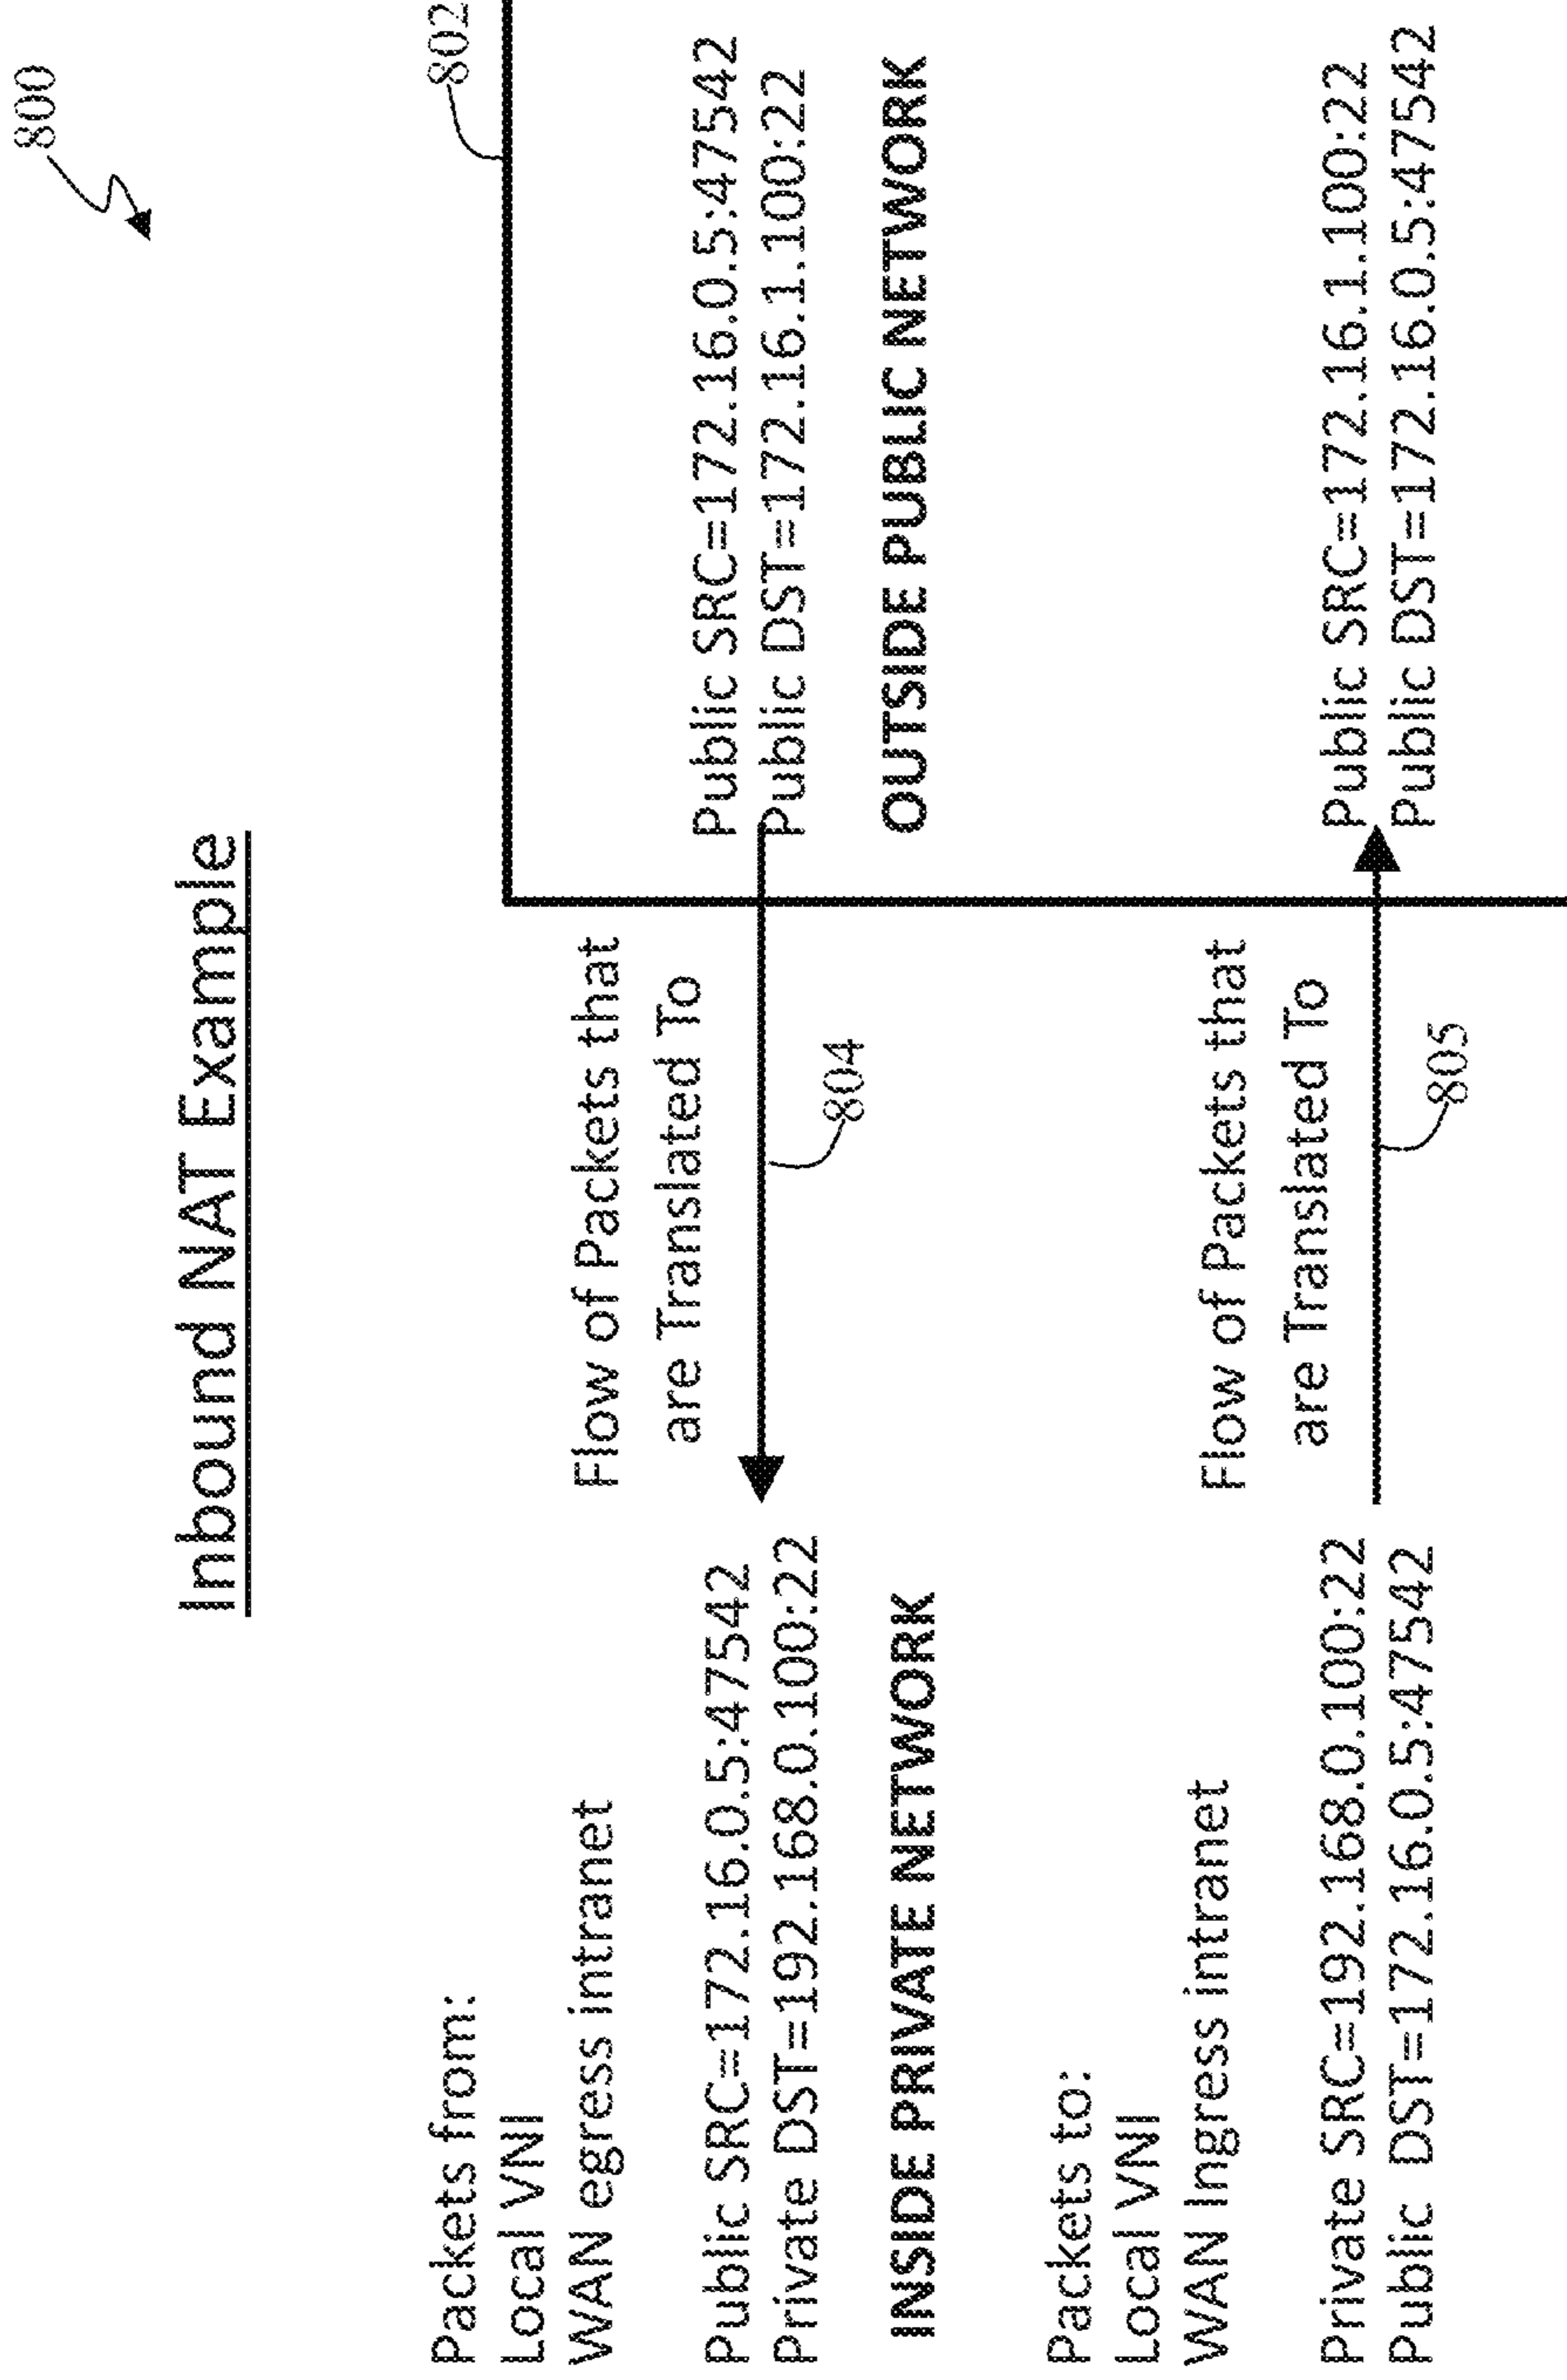 800
Inbound NAT Example
802
Packets from:
Local VNI
WAN egress intranet
Flow of Packets that
are Translated To
Public SRC=172.16.0.5:47542
Private DST=192.168.0.100:22
804
Public SRC=172.16.0.5:47542
Public DST=172.16.1.100:22
INSIDE PRIVATE NETWORK
OUTSIDE PUBLIC NETWORK
Packets to:
Local VNI
WAN Ingress intranet
Flow of Packets that
are Translated To
Private SRC=192.168.0.100:22
Public DST=172.16.0.5:47542
805
Public SRC=172.16.1.100:22
Public DST=172.16.0.5:47542